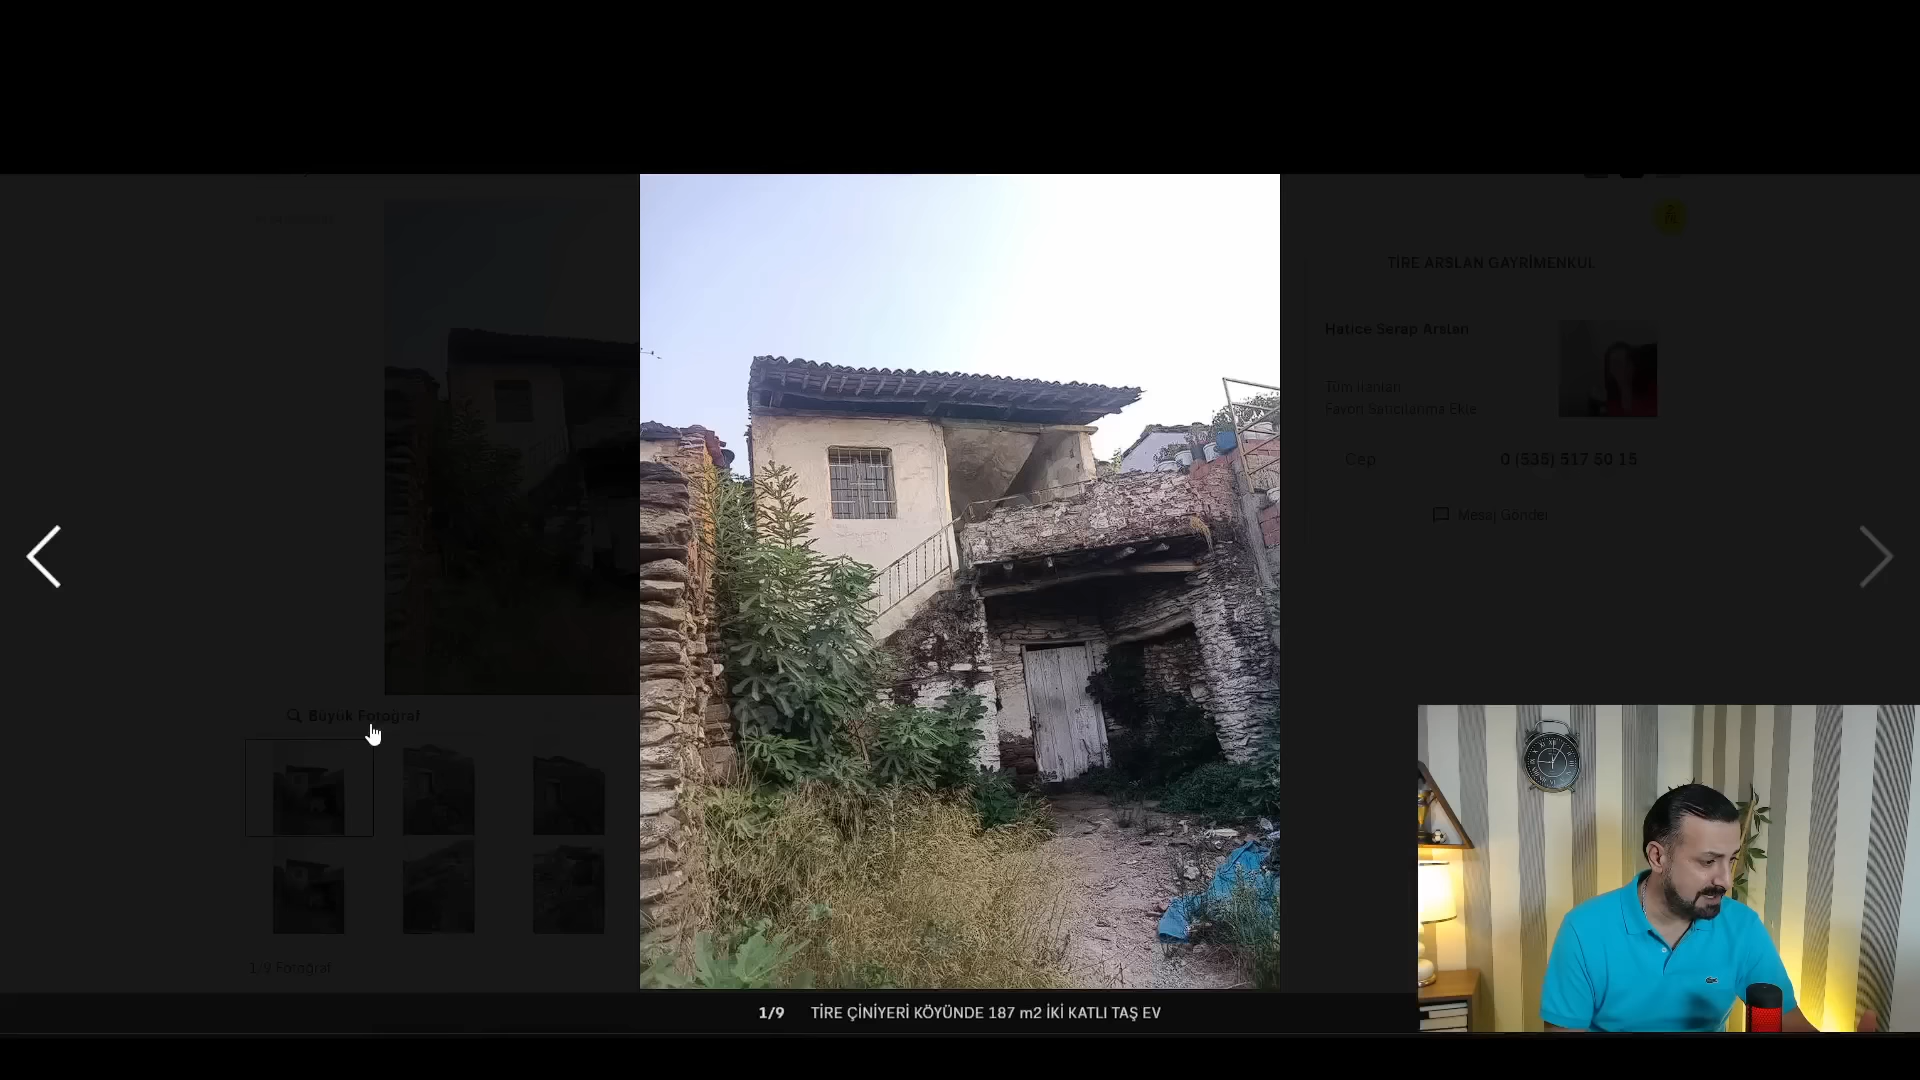 TİRE ARSLAN GAYRİMENKUL
Hatice Serap Arslan
Tüm İlanları
Favori Satıcılarıma Ekle
Cep 0 (535) 517 50 15
Mesaj Gönder
Büyük Fotoğraf
1/9 Fotoğraf
1/9 TİRE ÇİNİYERİ KÖYÜNDE 187 m2 İKİ KATLI TAŞ EV